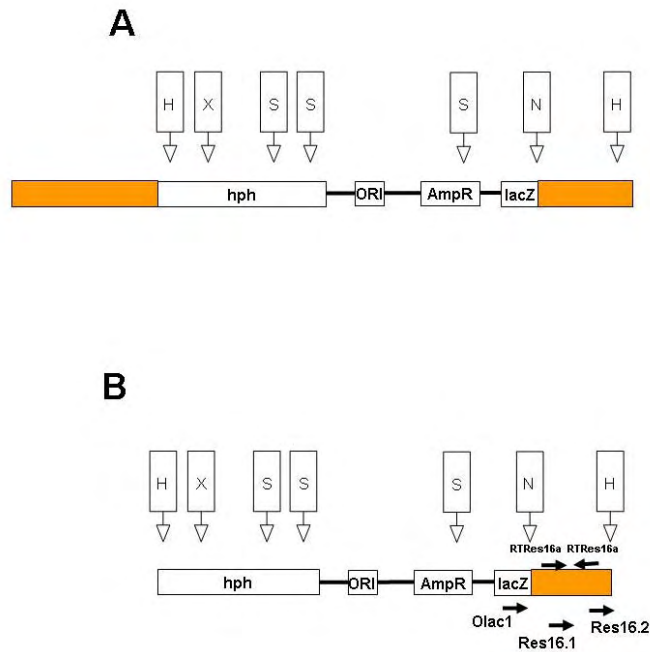 A
H X S S S N H
hph ORI AmpR lacZ
B
H X S S S N H
RTRes16a RTRes16a
hph ORI AmpR lacZ
Olac1 Res16.1 Res16.2